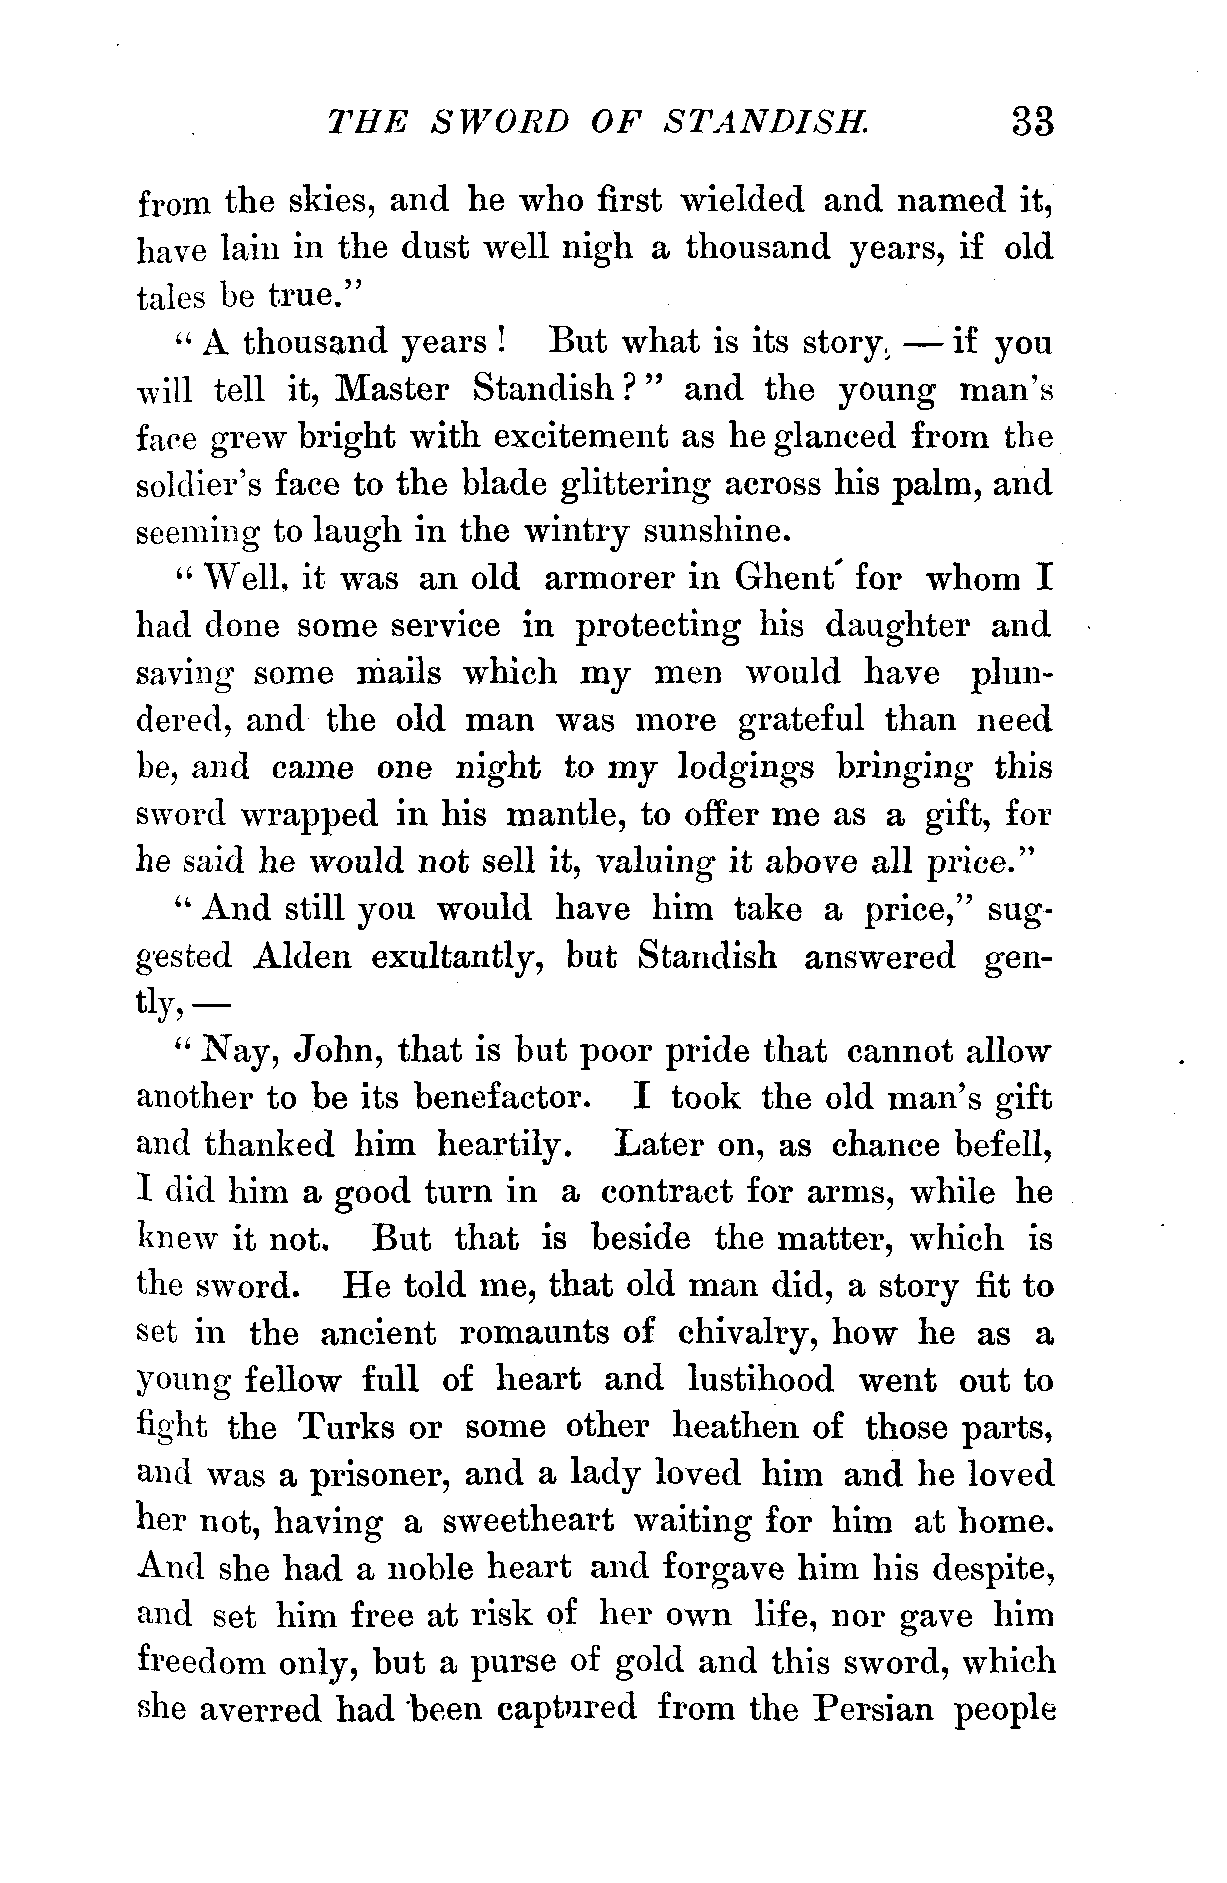 THE SWORD OF STANDISH. 33
from the skies, and he who first wielded and named it,
have lain in the dust well nigh a thousand years, if old
tales be true."
"A thousand years! But what is its story, — if you
will tell it, Master Standish?" and the young man's
face grew bright with excitement as he glanced from the
soldier's face to the blade glittering across his palm, and
seeming to laugh in the wintry sunshine.
"Well, it was an old armorer in Ghent for whom I
had done some service in protecting his daughter and
saving some mails which my men would have plun-
dered, and the old man was more grateful than need
be, and came one night to my lodgings bringing this
sword wrapped in his mantle, to offer me as a gift, for
he said he would not sell it, valuing it above all price."
"And still you would have him take a price," sug-
gested Alden exultantly, but Standish answered gen-
tly, —
"Nay, John, that is but poor pride that cannot allow
another to be its benefactor. I took the old man's gift
and thanked him heartily. Later on, as chance befell,
I did him a good turn in a contract for arms, while he
knew it not. But that is beside the matter, which is
the sword. He told me, that old man did, a story fit to
set in the ancient romaunts of chivalry, how he as a
young fellow full of heart and lustihood went out to
fight the Turks or some other heathen of those parts,
and was a prisoner, and a lady loved him and he loved
her not, having a sweetheart waiting for him at home.
And she had a noble heart and forgave him his despite,
and set him free at risk of her own life, nor gave him
freedom only, but a purse of gold and this sword, which
she averred had been captured from the Persian people